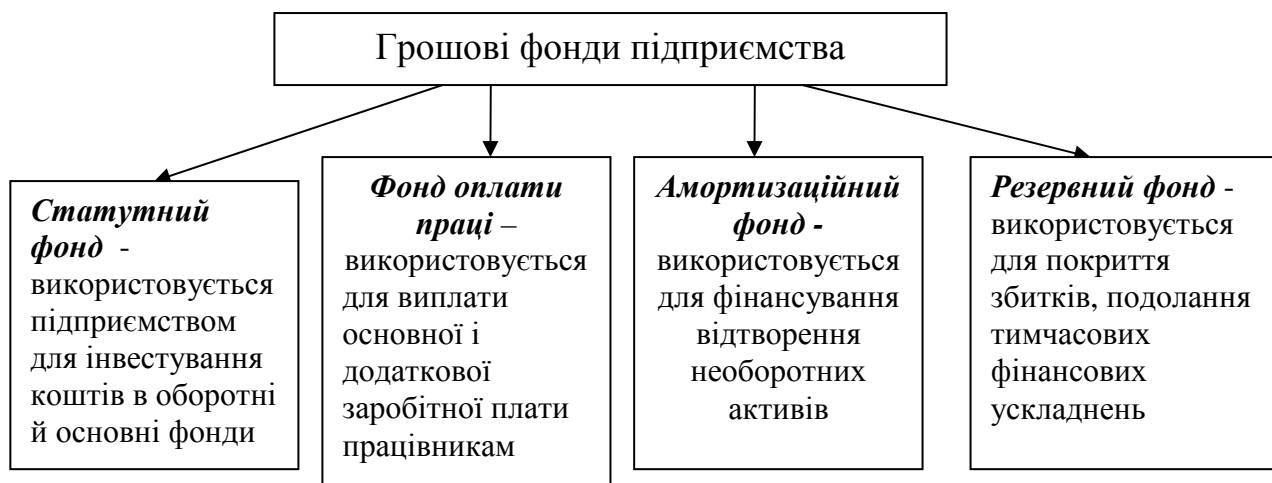 Грошові фонди підприємства
Статутний
фонд -
використовується
підприємством
для інвестування
коштів в оборотні
й основні фонди
Фонд оплати
праці –
використовується
для виплати
основної і
додаткової
заробітної плати
працівникам
Амортизаційний
фонд -
використовується
для фінансування
відтворення
необоротних
активів
Резервний фонд -
використовується
для покриття
збитків, подолання
тимчасових
фінансових
ускладнень